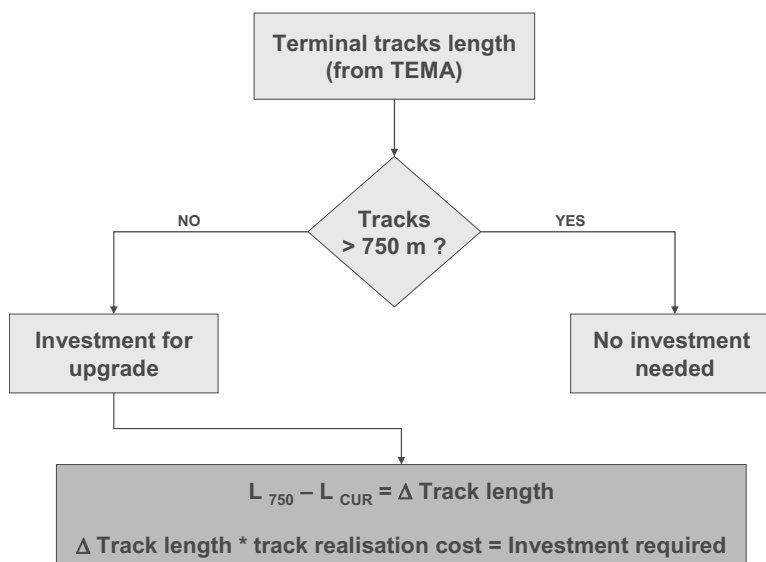 Terminal tracks length
(from TEMA)
Tracks
> 750 m ?
NO
YES
Investment for
upgrade
No investment
needed
L 750 – L CUR = Δ Track length
Δ Track length * track realisation cost = Investment required